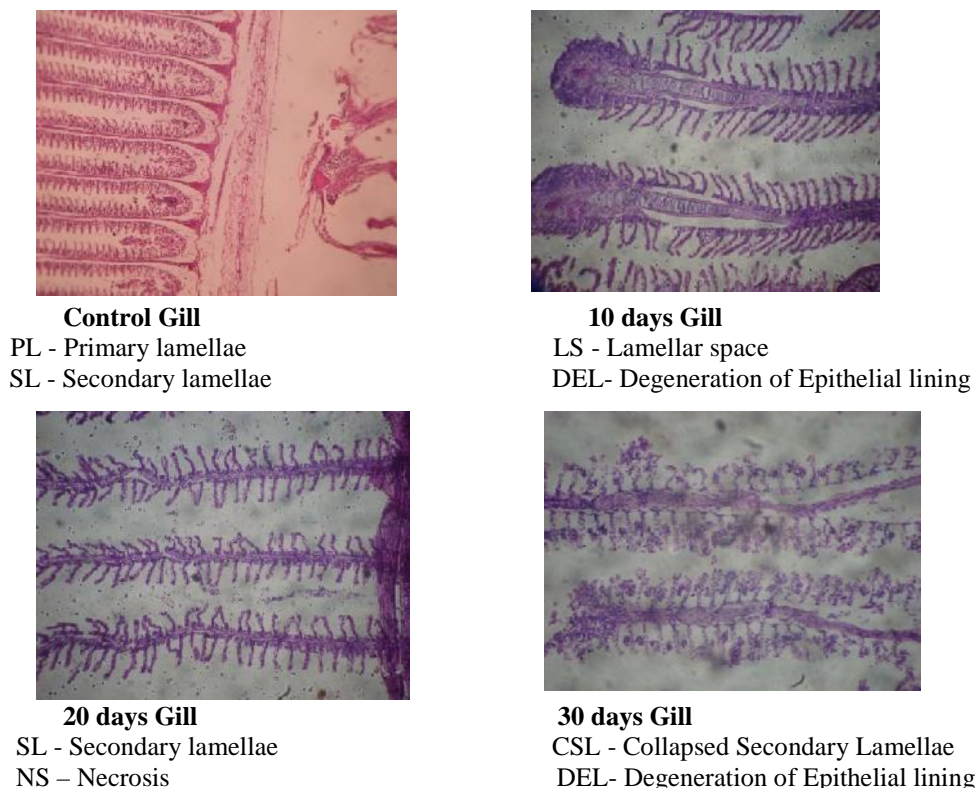 Control Gill
PL - Primary lamellae
SL - Secondary lamellae
10 days Gill
LS - Lamellar space
DEL- Degeneration of Epithelial lining
20 days Gill
SL - Secondary lamellae
NS – Necrosis
30 days Gill
CSL - Collapsed Secondary Lamellae
DEL- Degeneration of Epithelial lining